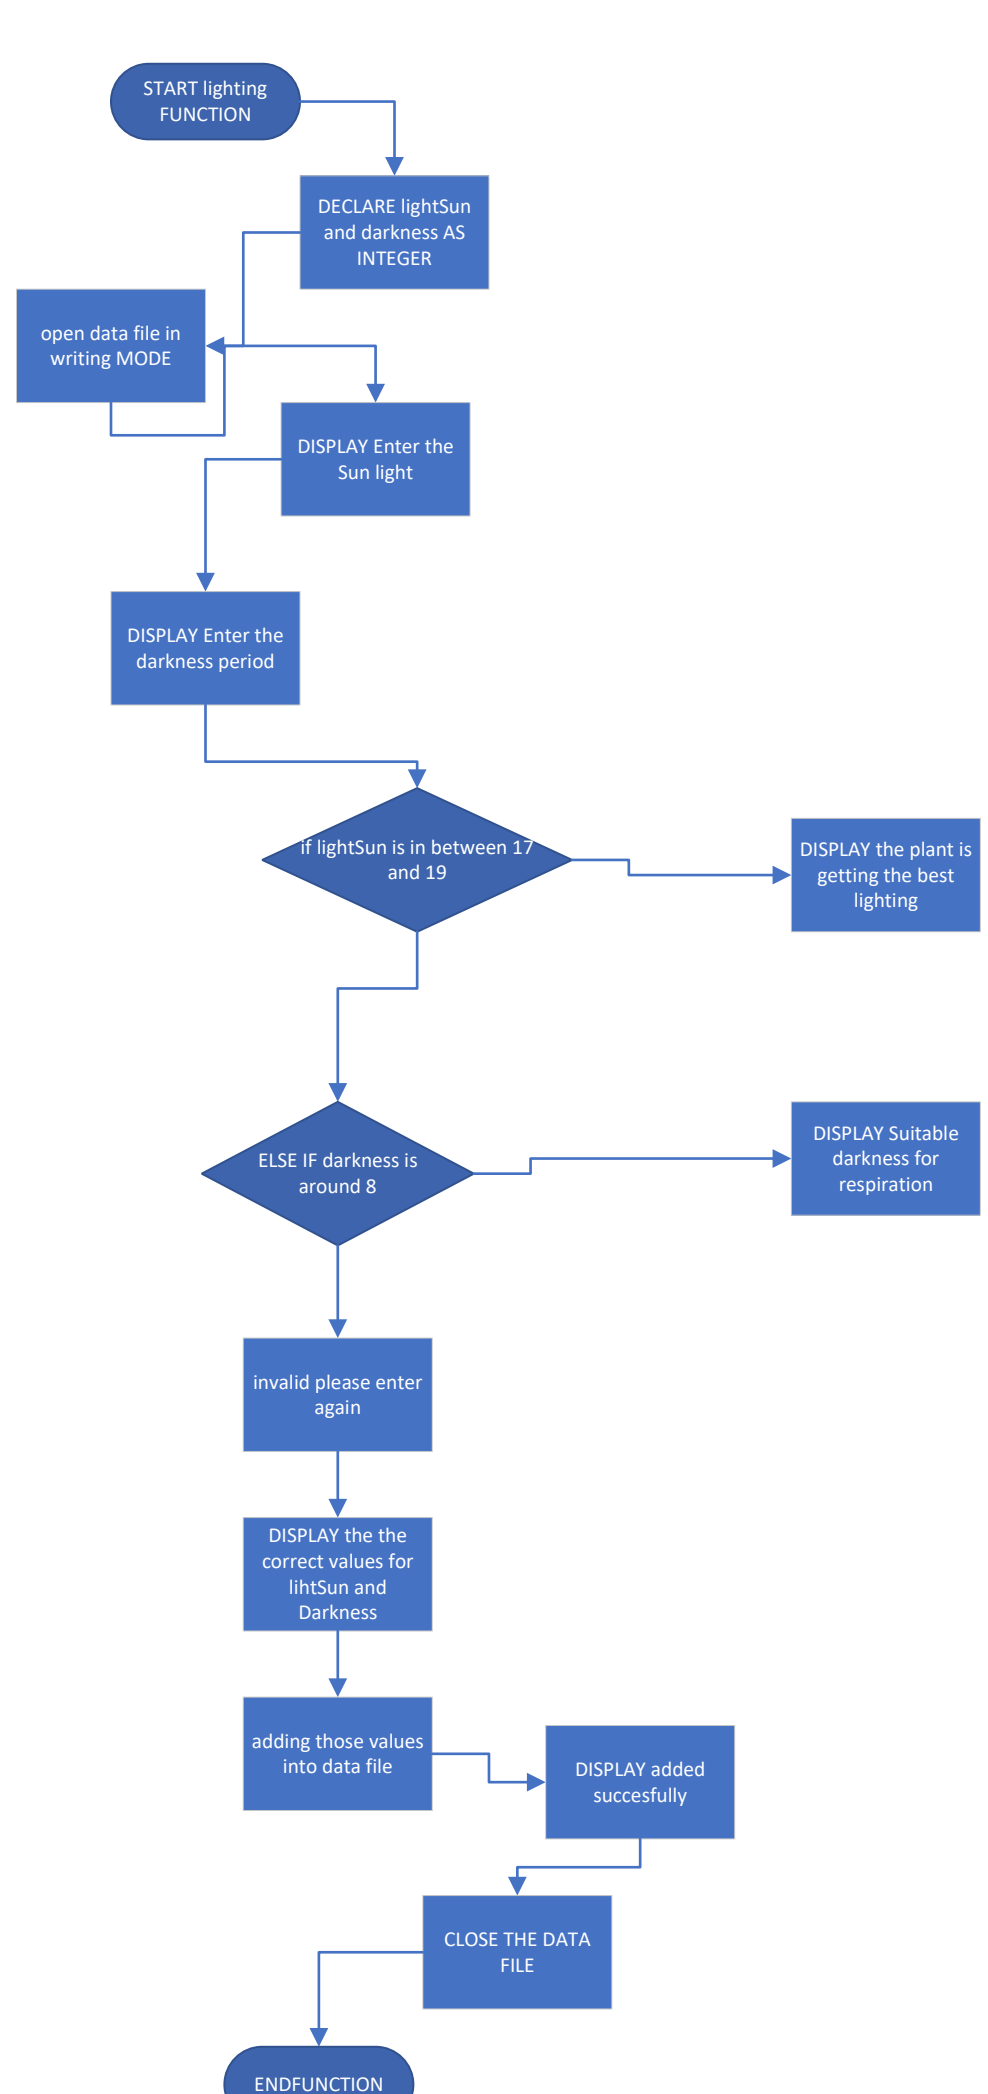 START lighting
FUNCTION
DECLARE lightSun
and darkness AS
INTEGER
open data file in
writing MODE
DISPLAY Enter the
Sun light
DISPLAY Enter the
darkness period
if lightSun is in between 17
and 19
DISPLAY the plant is
getting the best
lighting
ELSE IF darkness is
around 8
DISPLAY Suitable
darkness for
respiration
invalid please enter
again
DISPLAY the the
correct values for
lihtSun and
Darkness
adding those values
into data file
DISPLAY added
succesfully
CLOSE THE DATA
FILE
ENDFUNCTION